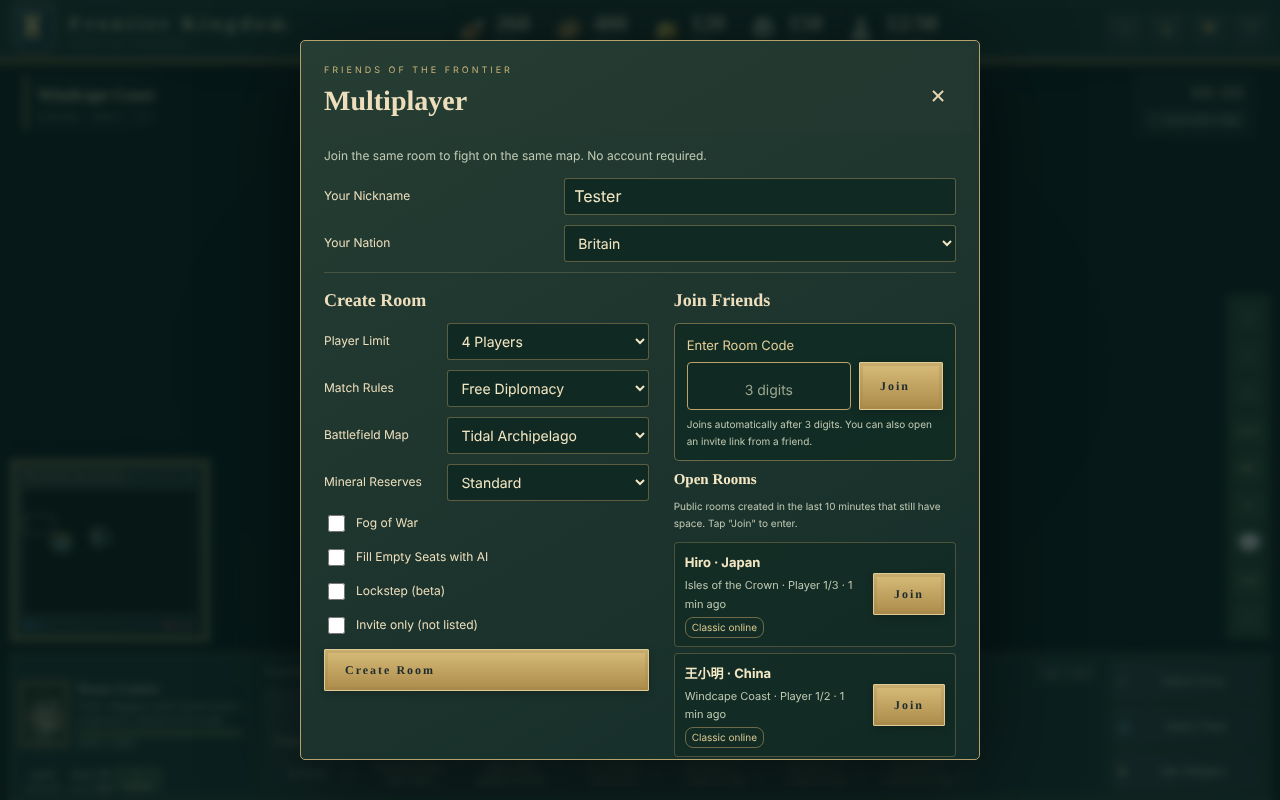 FRIENDS OF THE FRONTIER
Multiplayer
×
Join the same room to fight on the same map. No account required.
Your Nickname
Tester
Your Nation
Britain
Create Room
Player Limit
4 Players
Match Rules
Free Diplomacy
Battlefield Map
Tidal Archipelago
Mineral Reserves
Standard
Fog of War
Fill Empty Seats with AI
Lockstep (beta)
Invite only (not listed)
Create Room
Join Friends
Enter Room Code
3 digits
Join
Joins automatically after 3 digits. You can also open
an invite link from a friend.
Open Rooms
Public rooms created in the last 10 minutes that still have
space. Tap "Join" to enter.
Hiro · Japan
Isles of the Crown · Player 1/3 · 1
min ago
Classic online
Join
王小明 · China
Windcape Coast · Player 1/2 · 1
min ago
Classic online
Join
Frontier Kingdom
Windcape Coast